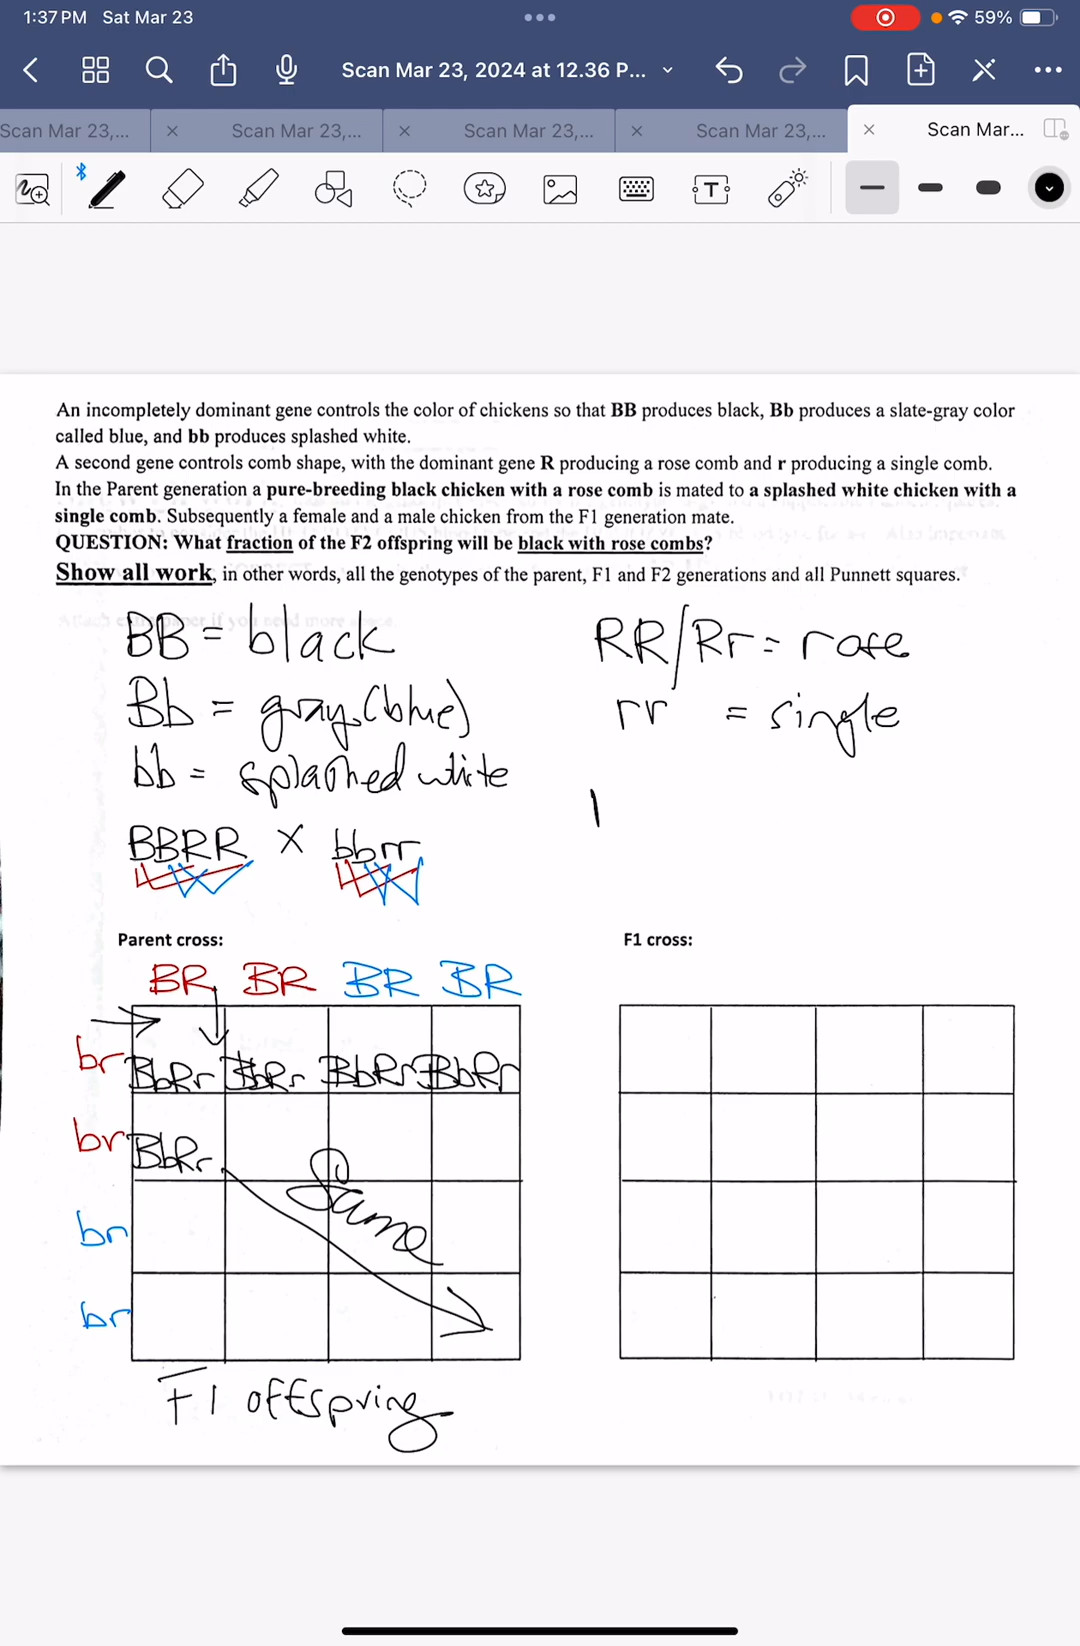 1:37 PM Sat Mar 23
59%
Scan Mar 23, 2024 at 12.36 P...
Scan Mar 23,...
Scan Mar 23,...
Scan Mar 23,...
Scan Mar 23,...
Scan Mar...
T
An incompletely dominant gene controls the color of chickens so that BB produces black, Bb produces a slate-gray color
called blue, and bb produces splashed white.
A second gene controls comb shape, with the dominant gene R producing a rose comb and r producing a single comb.
In the Parent generation a pure-breeding black chicken with a rose comb is mated to a splashed white chicken with a
single comb. Subsequently a female and a male chicken from the F1 generation mate.
QUESTION: What fraction of the F2 offspring will be black with rose combs?
Show all work, in other words, all the genotypes of the parent, F1 and F2 generations and all Punnett squares.
BB = black
RR/Rr = rose
Bb = gray (blue)
rr = single
bb = splashed white
BBRR X bbrr
Parent cross:
F1 cross:
BR BR BR BR
br BbRr BbRr BbRr BbRr
br BbRr
Same
br
br
F1 offspring